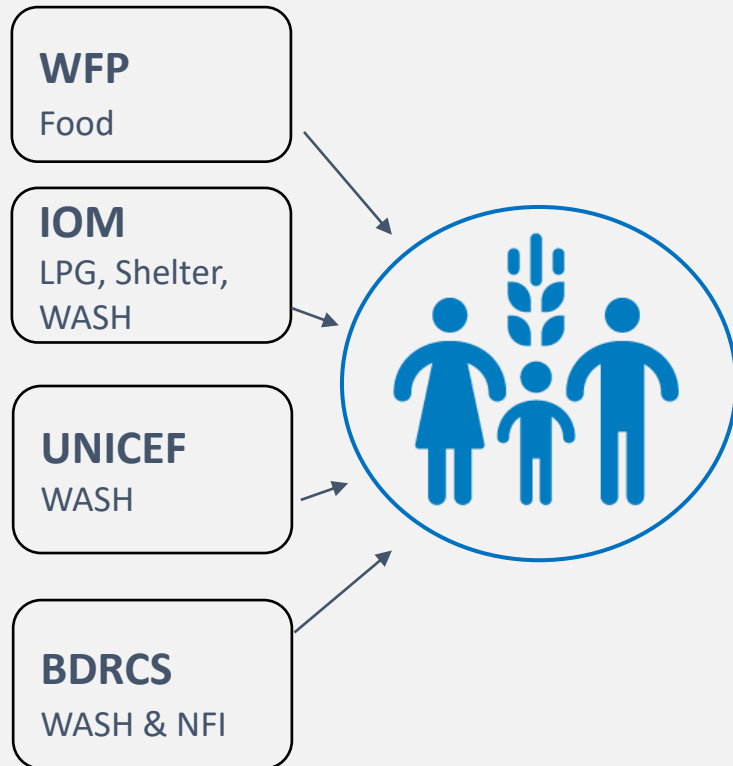 WFP
Food
IOM
LPG, Shelter,
WASH
UNICEF
WASH
BDRCS
WASH & NFI